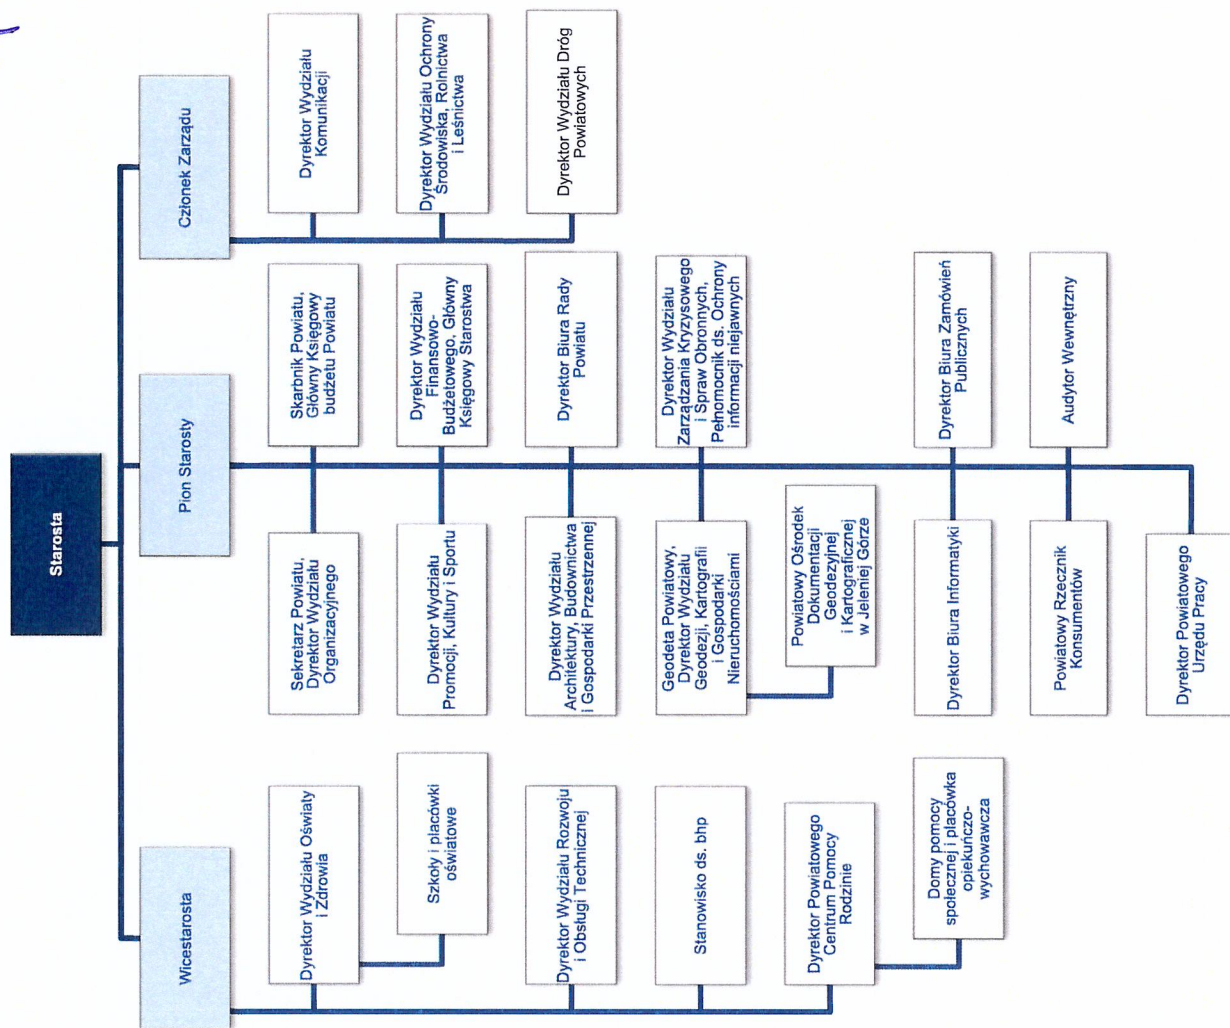 Starosta
Wicestarosta
Pion Starosty
Członek Zarządu
Dyrektor Wydziału Oświaty
i Zdrowia
Szkoły i placówki
oświatowe
Dyrektor Wydziału Rozwoju
i Obsługi Technicznej
Stanowisko ds. bhp
Dyrektor Powiatowego
Centrum Pomocy
Rodzinie
Domy pomocy
społecznej i placówka
opiekuńczo-
wychowawcza
Sekretarz Powiatu,
Dyrektor Wydziału
Organizacyjnego
Skarbnik Powiatu,
Główny Księgowy
budżetu Powiatu
Dyrektor Wydziału
Promocji, Kultury i Sportu
Dyrektor Wydziału
Finansowo-
Budżetowego, Główny
Księgowy Starostwa
Dyrektor Wydziału
Architektury, Budownictwa
i Gospodarki Przestrzennej
Dyrektor Biura Rady
Powiatu
Geodeta Powiatowy,
Dyrektor Wydziału
Geodezji, Kartografii
i Gospodarki
Nieruchomościami
Dyrektor Wydziału
Zarządzania Kryzysowego
i Spraw Obronnych,
Pełnomocnik ds. Ochrony
informacji niejawnych
Powiatowy Ośrodek
Dokumentacji
Geodezyjnej
i Kartograficznej
w Jeleniej Górze
Dyrektor Biura Informatyki
Dyrektor Biura Zamówień
Publicznych
Powiatowy Rzecznik
Konsumentów
Audytor Wewnętrzny
Dyrektor Powiatowego
Urzędu Pracy
Dyrektor Wydziału
Komunikacji
Dyrektor Wydziału Ochrony
Środowiska, Rolnictwa
i Leśnictwa
Dyrektor Wydziału Dróg
Powiatowych